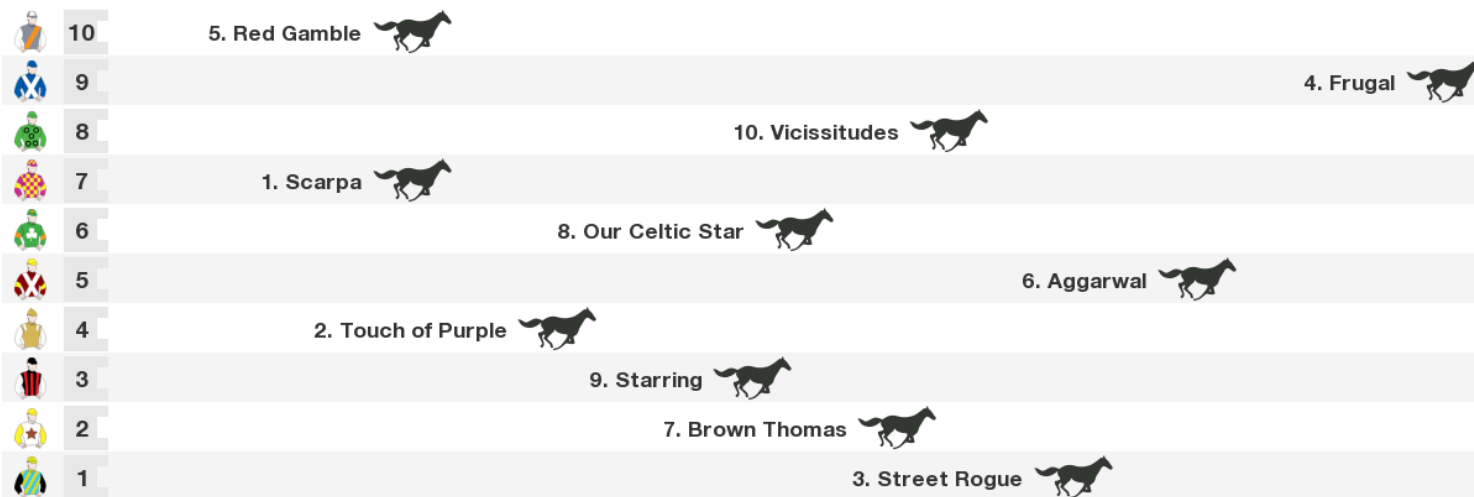 10 5. Red Gamble
9 4. Frugal
8 10. Vicissitudes
7 1. Scarpa
6 8. Our Celtic Star
5 6. Aggarwal
4 2. Touch of Purple
3 9. Starring
2 7. Brown Thomas
1 3. Street Rogue